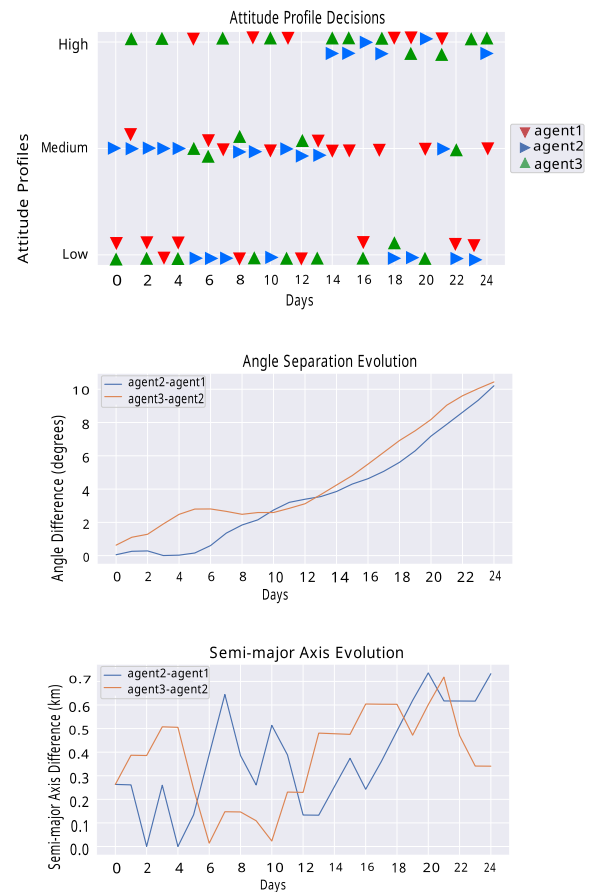 Attitude Profile Decisions
High
Medium
Low
Attitude Profiles
0 2 4 6 8 10 12 14 16 18 20 22 24
Days
agent1
agent2
agent3
Angle Separation Evolution
agent2-agent1
agent3-agent2
10
8
6
4
2
0
Angle Difference (degrees)
0 2 4 6 8 10 12 14 16 18 20 22 24
Days
Semi-major Axis Evolution
agent2-agent1
agent3-agent2
0.7
0.6
0.5
0.4
0.3
0.2
0.1
0.0
Semi-major Axis Difference (km)
0 2 4 6 8 10 12 14 16 18 20 22 24
Days